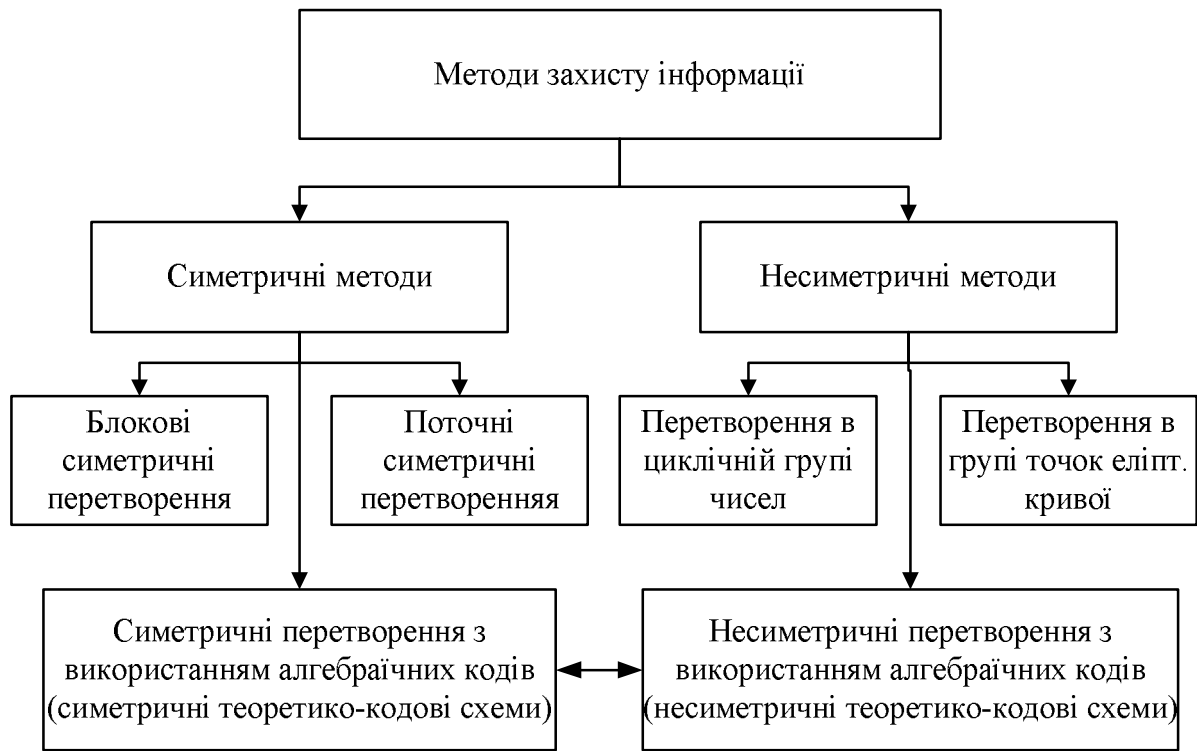 Методи захисту інформації
Симетричні методи
Несиметричні методи
Блокові
симетричні
перетворення
Поточні
симетричні
перетворенняя
Перетворення в
циклічній групі
чисел
Перетворення в
групі точок еліпт.
кривої
Симетричні перетворення з
використанням алгебраїчних кодів
(симетричні теоретико-кодові схеми)
Несиметричні перетворення з
використанням алгебраїчних кодів
(несиметричні теоретико-кодові схеми)